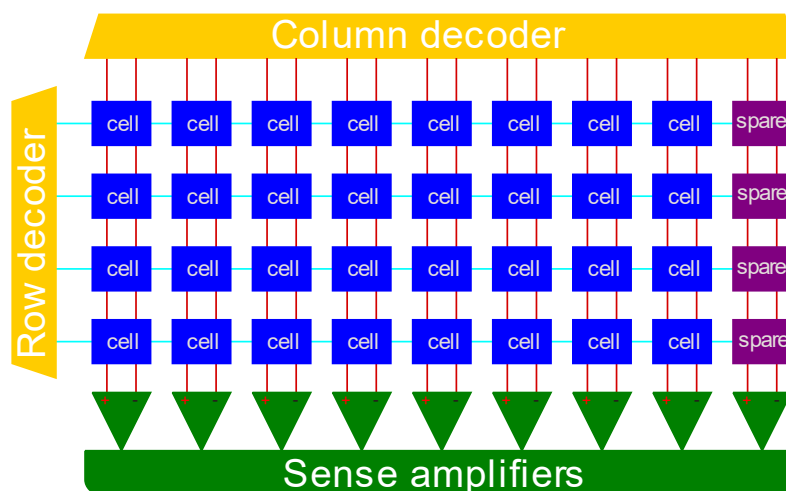 Column decoder
Row decoder
cell cell cell cell cell cell cell cell spare
cell cell cell cell cell cell cell cell spare
cell cell cell cell cell cell cell cell spare
cell cell cell cell cell cell cell cell spare
+ - + - + - + - + - + - + - + - + -
Sense amplifiers